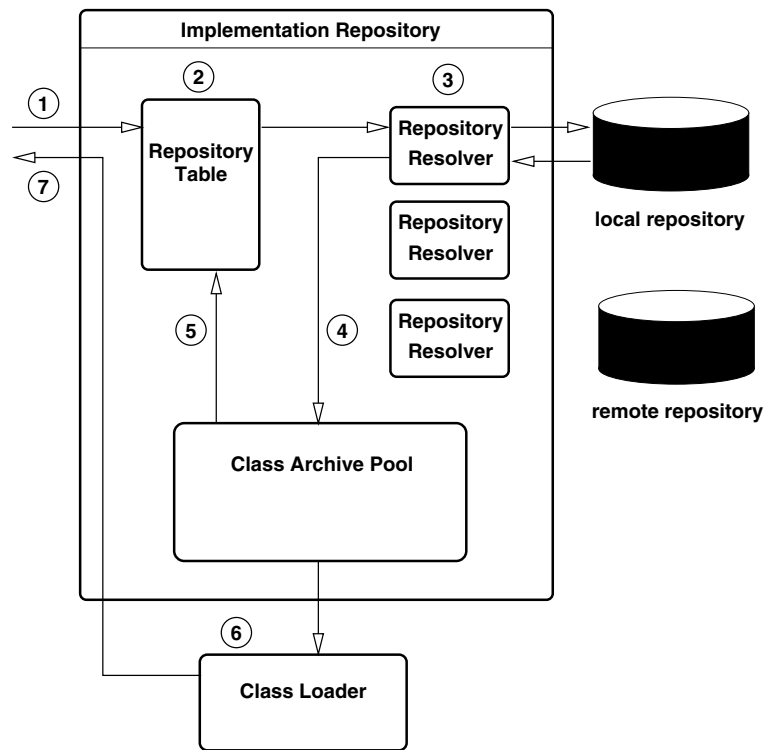 Implementation Repository
2
3
1
Repository
Table
Repository
Resolver
7
local repository
Repository
Resolver
5
4
Repository
Resolver
remote repository
Class Archive Pool
6
Class Loader